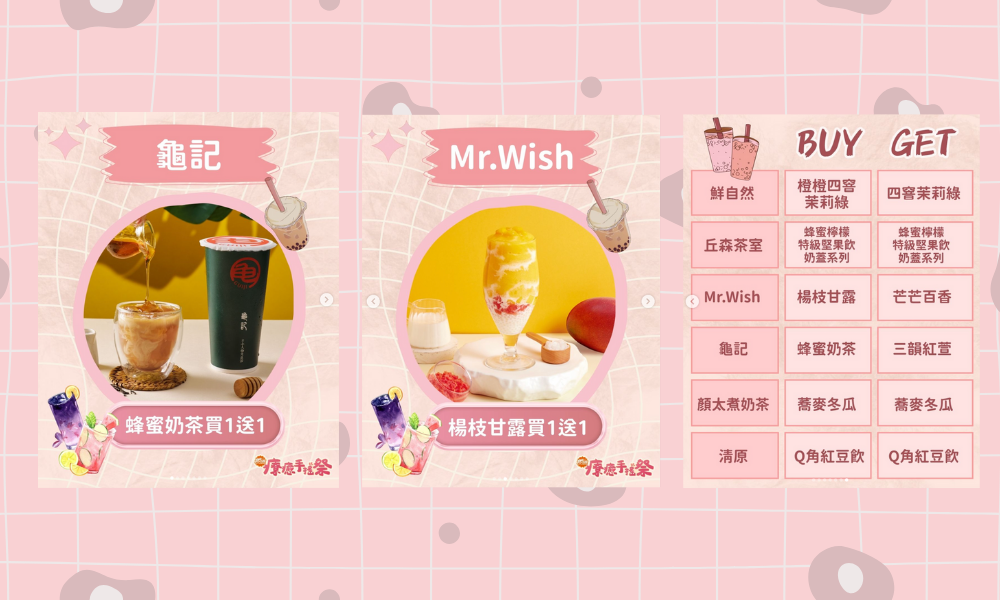 龜記
蜂蜜奶茶買1送1
療癒手搖祭
Mr.Wish
楊枝甘露買1送1
療癒手搖祭
BUY GET
鮮自然
橙橙四窨
茉莉綠
四窨茉莉綠
丘森茶室
蜂蜜檸檬
特級堅果飲
奶蓋系列
蜂蜜檸檬
特級堅果飲
奶蓋系列
Mr.Wish
楊枝甘露
芒芒百香
龜記
蜂蜜奶茶
三韻紅萱
顏太煮奶茶
蕎麥冬瓜
蕎麥冬瓜
清原
Q角紅豆飲
Q角紅豆飲